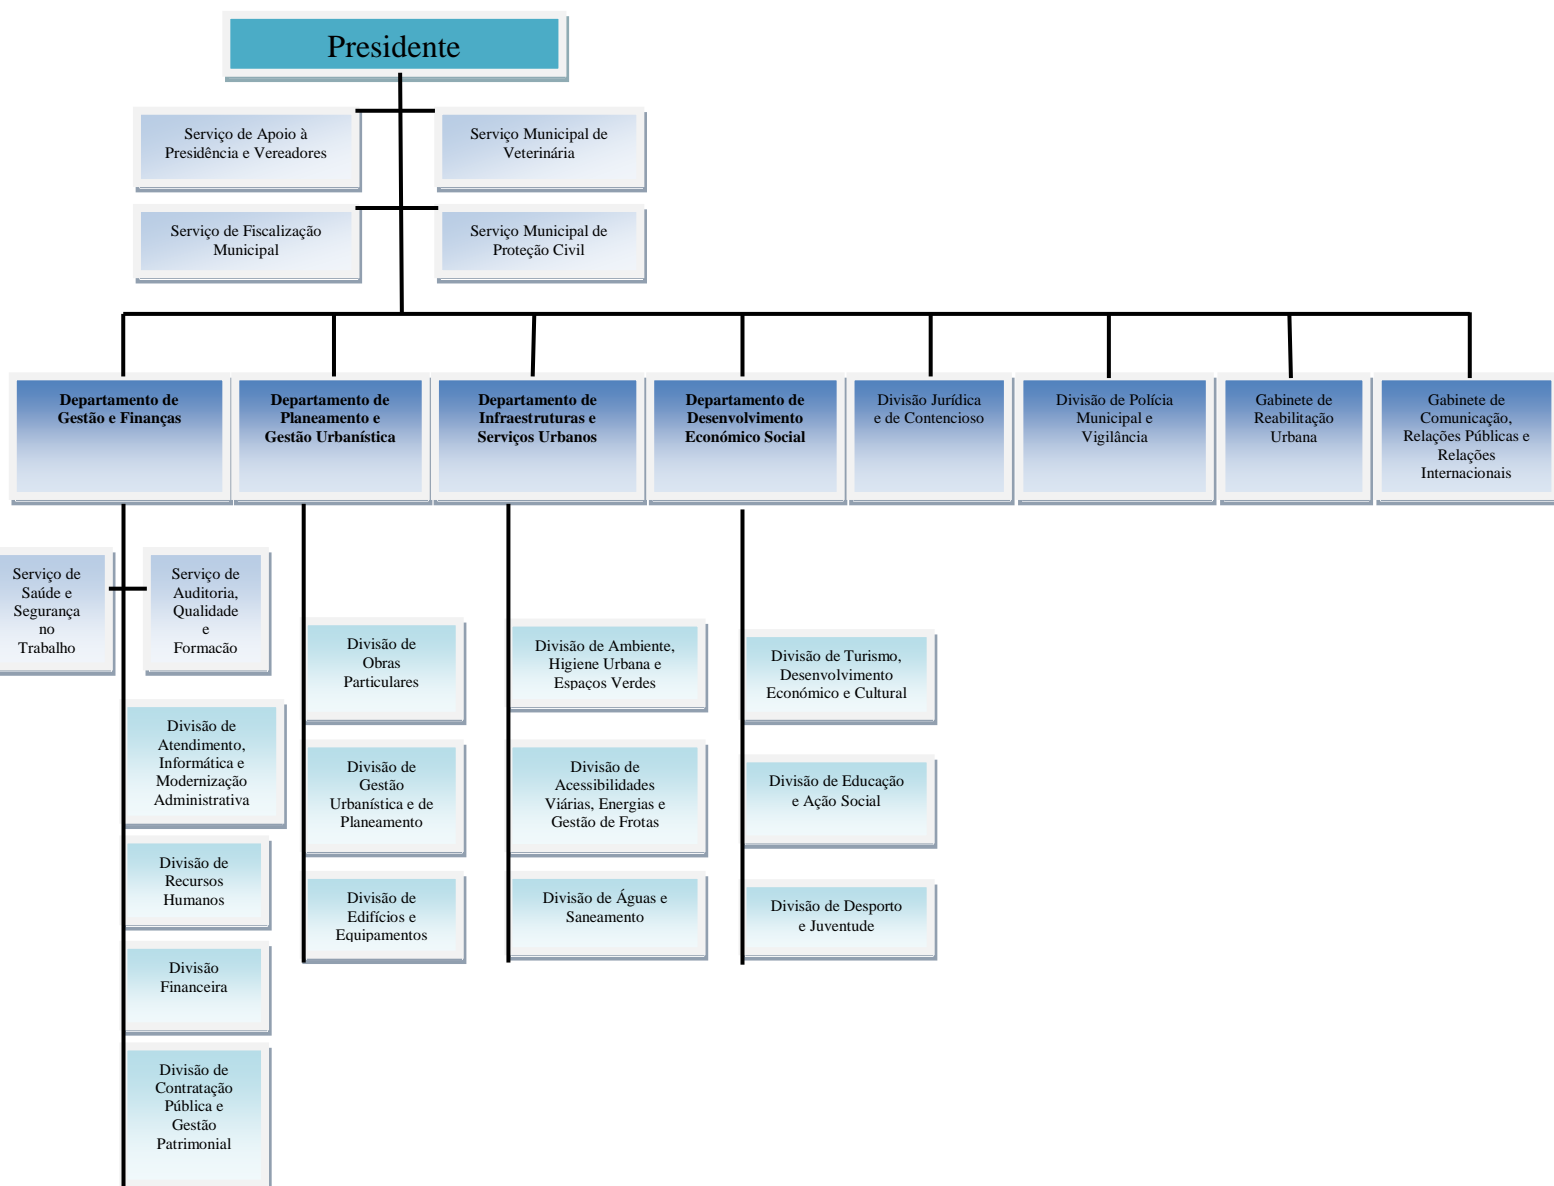 Presidente
Serviço de Apoio à
Presidência e Vereadores
Serviço Municipal de
Veterinária
Serviço de Fiscalização
Municipal
Serviço Municipal de
Proteção Civil
Departamento de
Gestão e Finanças
Departamento de
Planeamento e
Gestão Urbanística
Departamento de
Infraestruturas e
Serviços Urbanos
Departamento de
Desenvolvimento
Económico Social
Divisão Jurídica
e de Contencioso
Divisão de Polícia
Municipal e
Vigilância
Gabinete de
Reabilitação
Urbana
Gabinete de
Comunicação,
Relações Públicas e
Relações
Internacionais
Serviço de
Saúde e
Segurança
no
Trabalho
Serviço de
Auditoria,
Qualidade
e
Formacão
Divisão de
Atendimento,
Informática e
Modernização
Administrativa
Divisão de
Recursos
Humanos
Divisão
Financeira
Divisão de
Contratação
Pública e
Gestão
Patrimonial
Divisão de
Obras
Particulares
Divisão de
Gestão
Urbanística e de
Planeamento
Divisão de
Edifícios e
Equipamentos
Divisão de Ambiente,
Higiene Urbana e
Espaços Verdes
Divisão de
Acessibilidades
Viárias, Energias e
Gestão de Frotas
Divisão de Águas e
Saneamento
Divisão de Turismo,
Desenvolvimento
Económico e Cultural
Divisão de Educação
e Ação Social
Divisão de Desporto
e Juventude